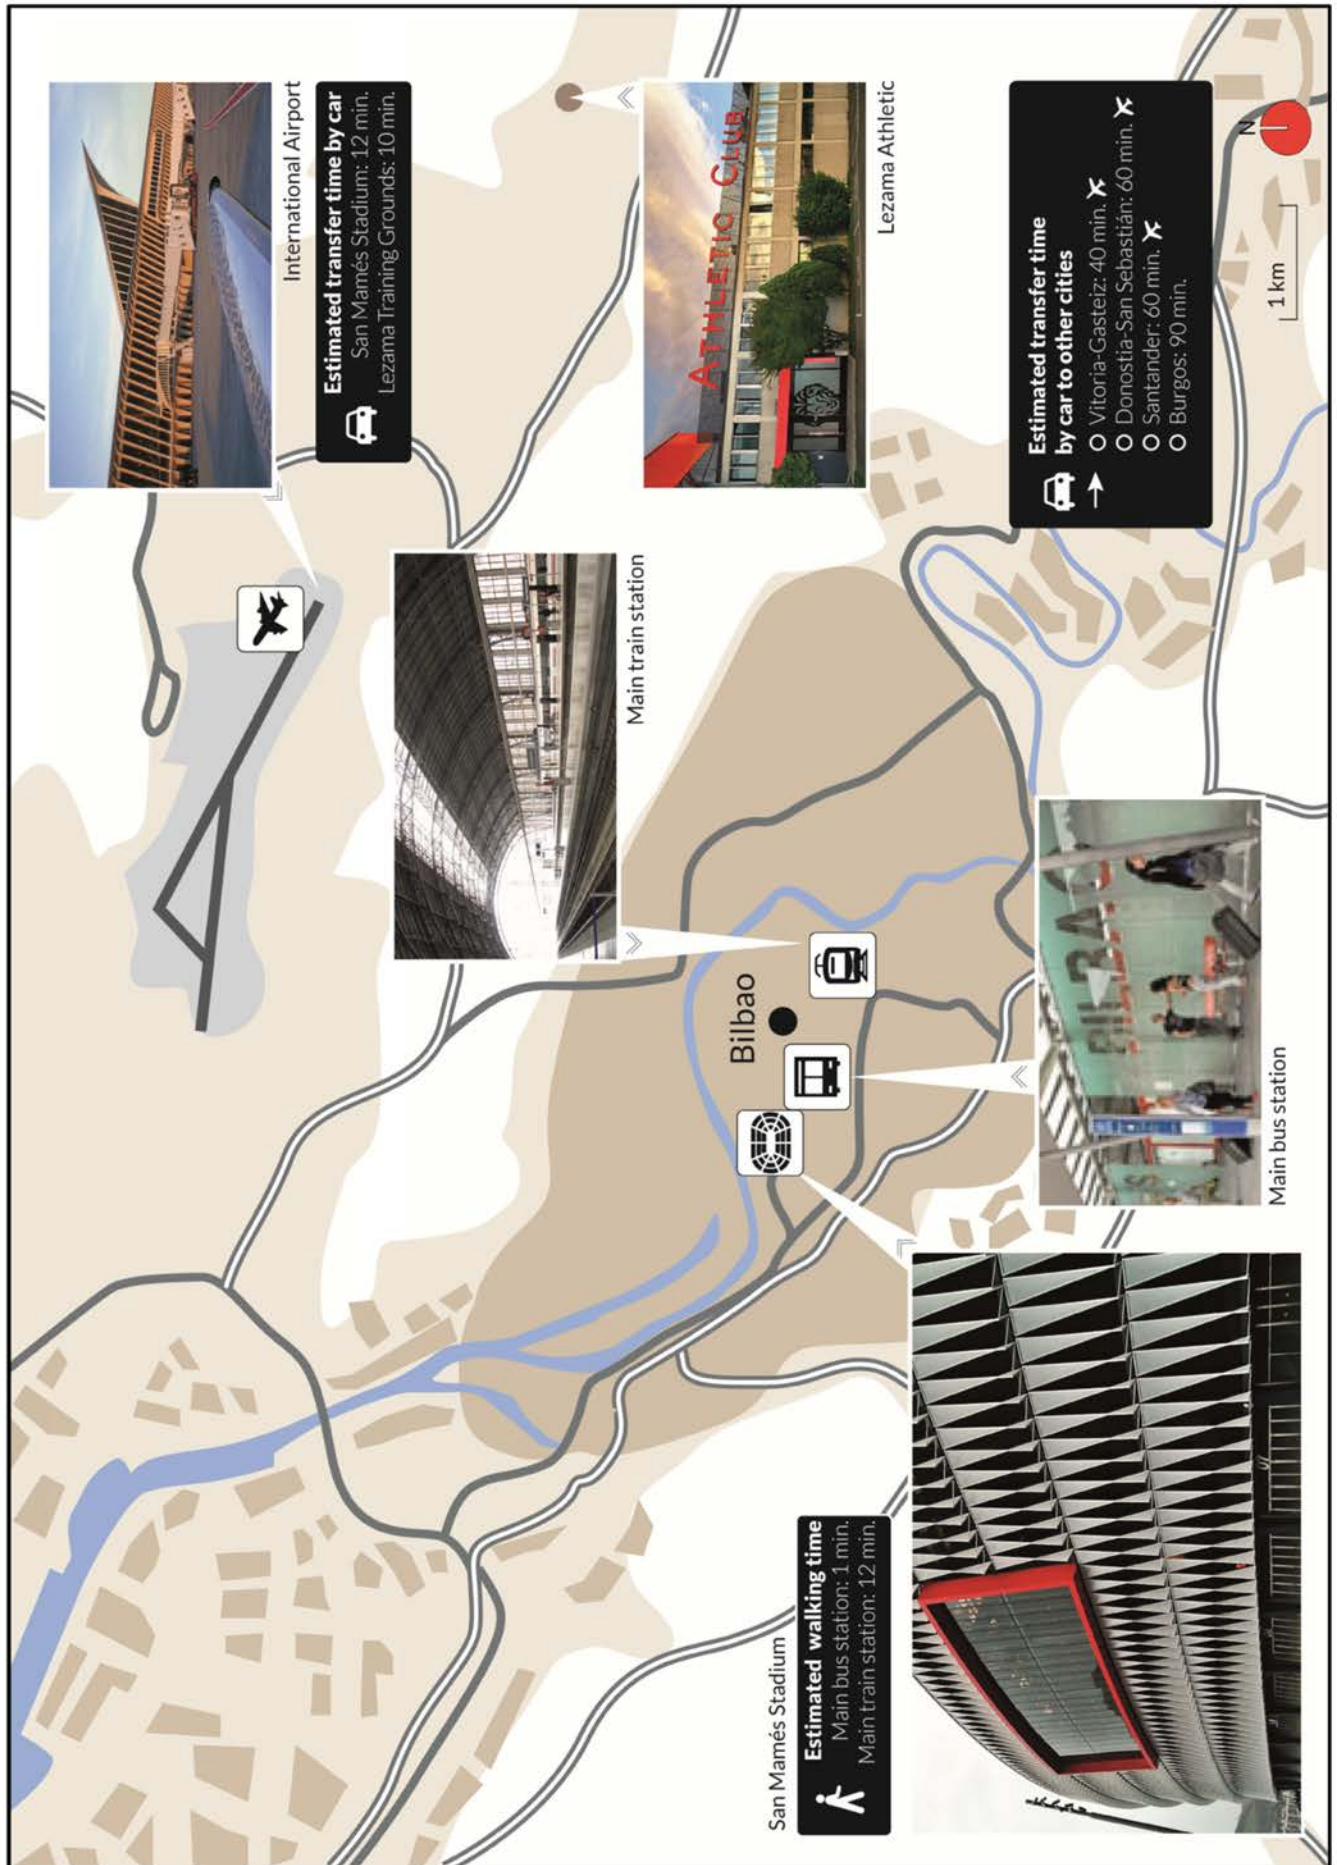 International Airport
Estimated transfer time by car
San Mamés Stadium: 12 min.
Lezama Training Grounds: 10 min.
ATHLETIC CLUB
Lezama Athletic
Main train station
Bilbao
BILBAO
Main bus station
San Mamés Stadium
Estimated walking time
Main bus station: 1 min.
Main train station: 12 min.
Estimated transfer time
by car to other cities
Vitoria-Gasteiz: 40 min.
Donostia-San Sebastián: 60 min.
Santander: 60 min.
Burgos: 90 min.
1 km
N